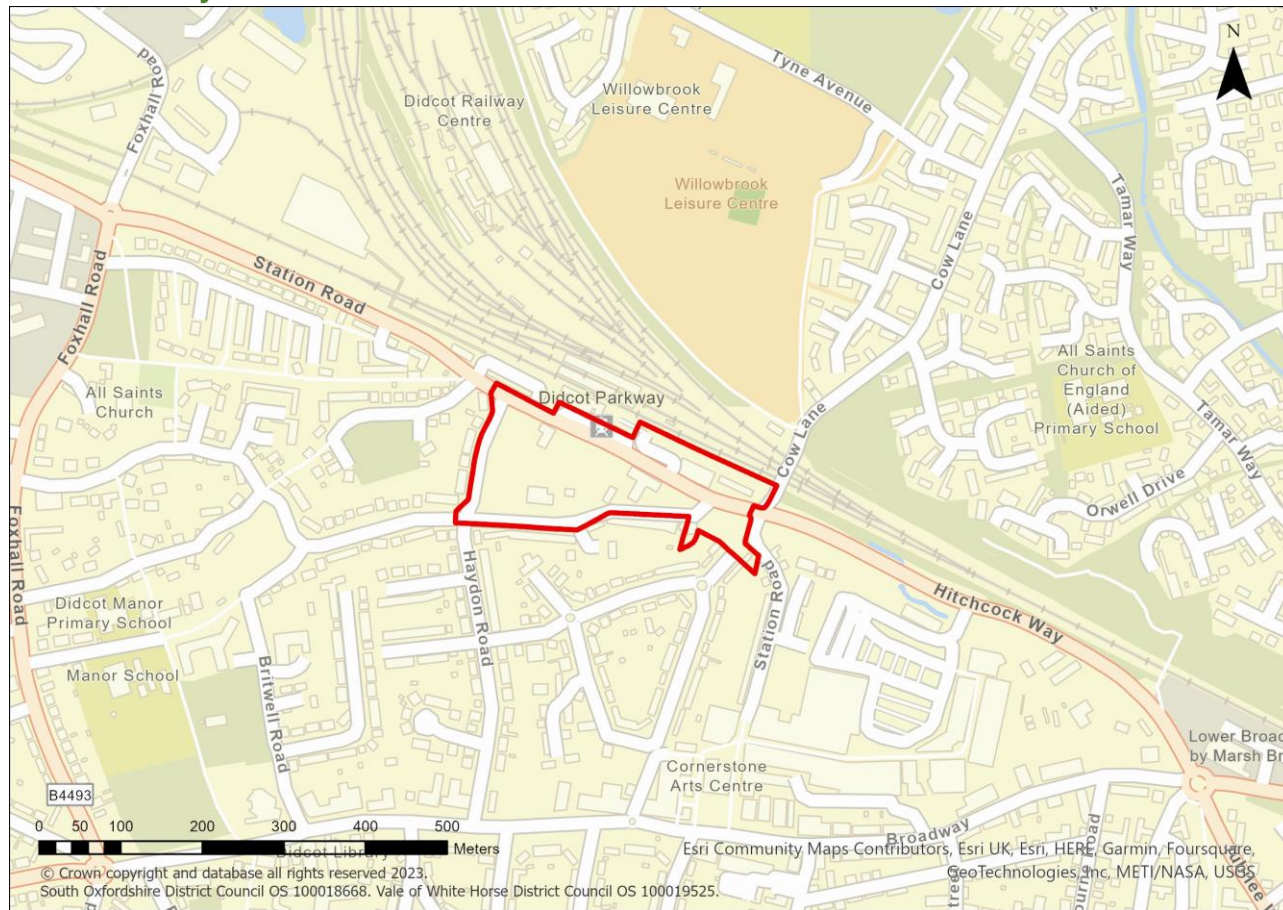 N
Foxhall Road
Didcot Railway
Centre
Willowbrook
Leisure Centre
Tyne Avenue
Willowbrook
Leisure Centre
Cow Lane
Tamar Way
Foxhall Road
Station Road
All Saints
Church
Didcot Parkway
Cow Lane
All Saints
Church of
England
(Aided)
Primary School
Tamar Way
Orwell Drive
Foxhall Road
Haydon Road
Station Road
Hitchcock Way
Didcot Manor
Primary School
Manor School
Britwell Road
Cornerstone
Arts Centre
Lower Broad
by Marsh Br
Broadway
B4493
0 50 100 200 300 400 500
Meters
Didcot Library
Esri Community Maps Contributors, Esri UK, Esri, HERE, Garmin, Foursquare,
GeoTechnologies, Inc, METI/NASA, USGS
© Crown copyright and database all rights reserved 2023.
South Oxfordshire District Council OS 100018668. Vale of White Horse District Council OS 100019525.